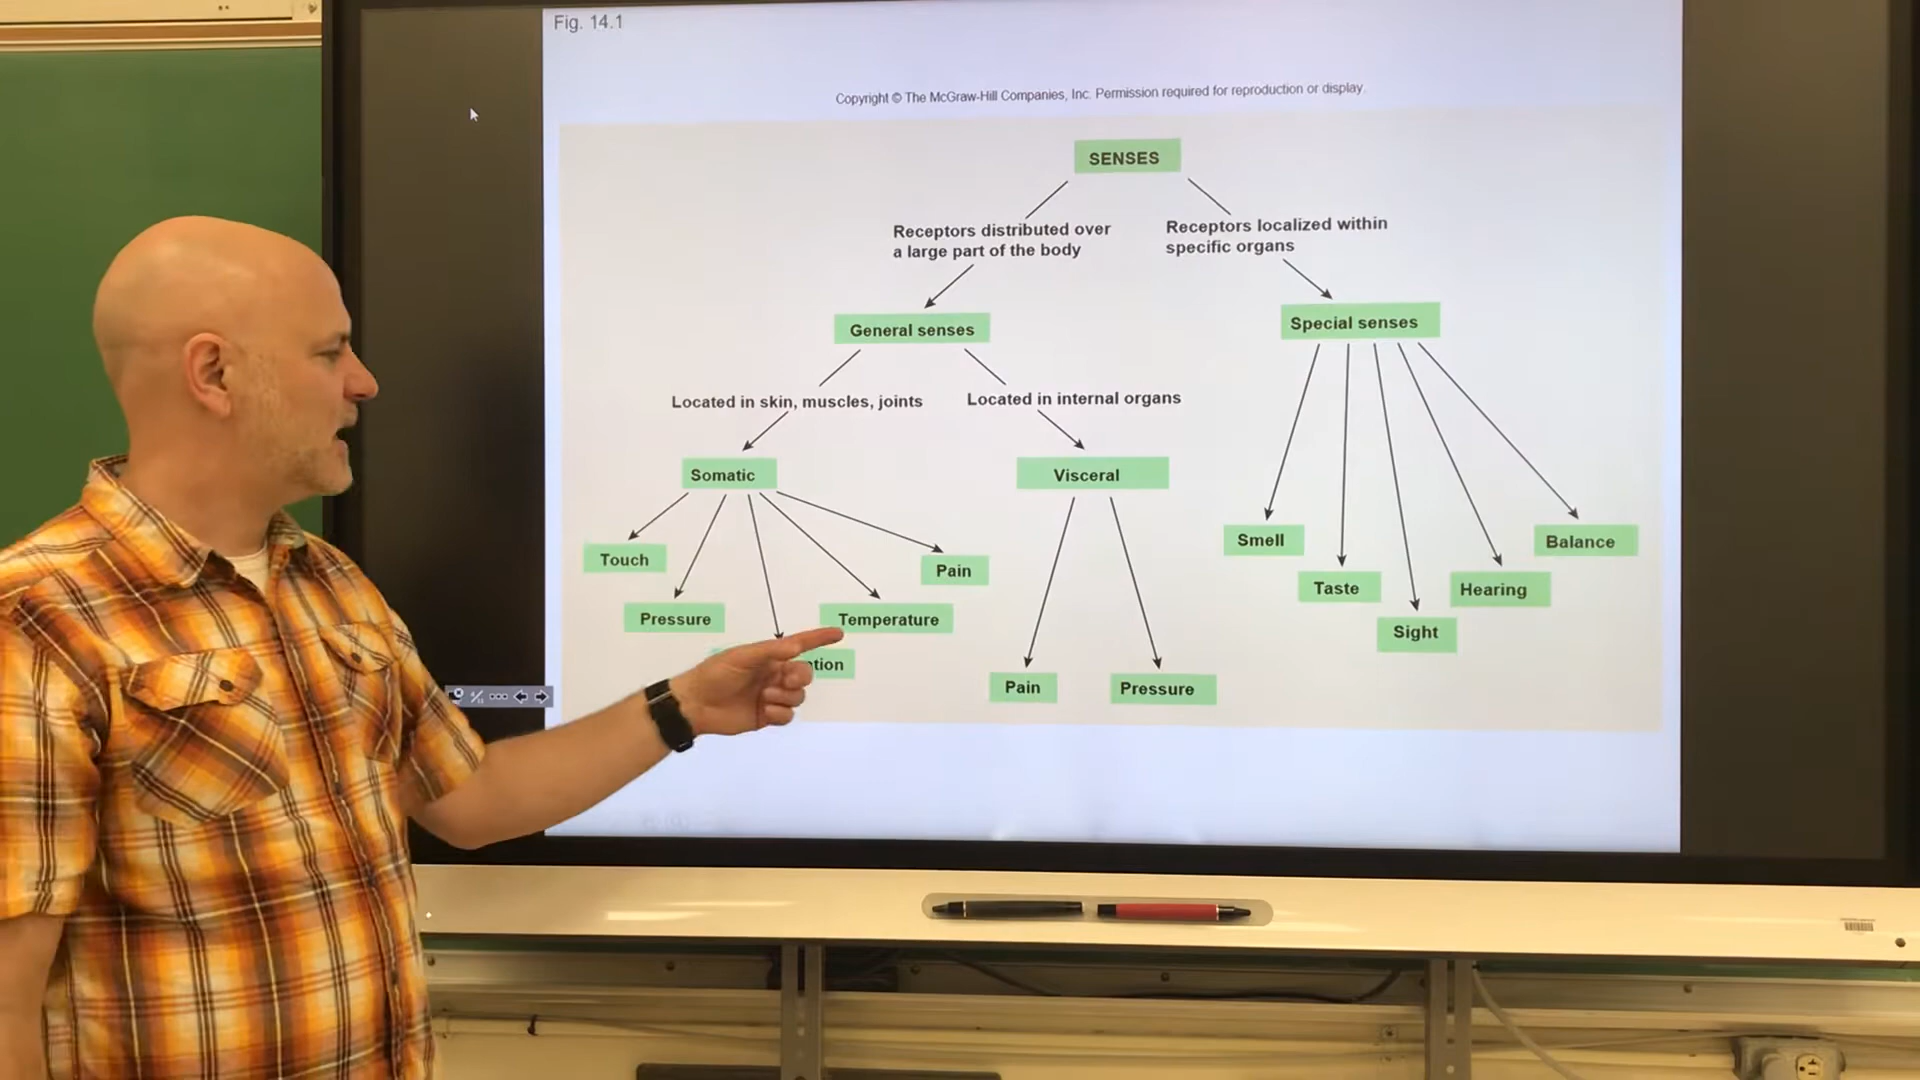 Fig. 14.1
Copyright © The McGraw-Hill Companies, Inc. Permission required for reproduction or display.
SENSES
Receptors distributed over
a large part of the body
Receptors localized within
specific organs
General senses
Special senses
Located in skin, muscles, joints
Located in internal organs
Somatic
Visceral
Touch
Pressure
tion
Temperature
Pain
Pain
Pressure
Smell
Taste
Sight
Hearing
Balance